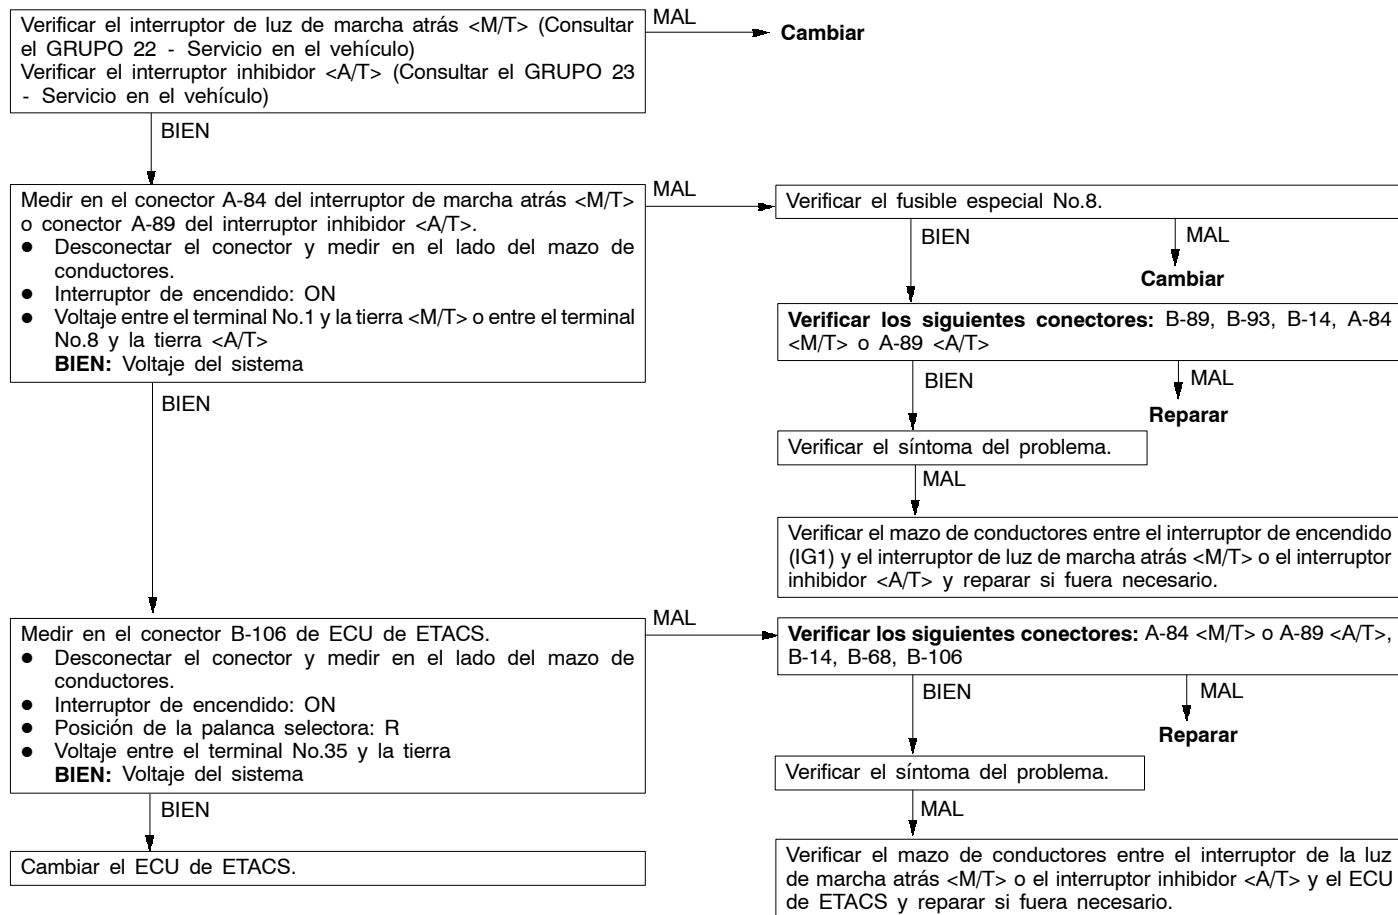 Verificar el interruptor de luz de marcha atrás <M/T> (Consultar
el GRUPO 22 - Servicio en el vehículo)
Verificar el interruptor inhibidor <A/T> (Consultar el GRUPO 23
- Servicio en el vehículo)
MAL
Cambiar
BIEN
Medir en el conector A-84 del interruptor de marcha atrás <M/T>
o conector A-89 del interruptor inhibidor <A/T>.
● Desconectar el conector y medir en el lado del mazo de
conductores.
● Interruptor de encendido: ON
● Voltaje entre el terminal No.1 y la tierra <M/T> o entre el terminal
No.8 y la tierra <A/T>
BIEN: Voltaje del sistema
MAL
Verificar el fusible especial No.8.
BIEN
MAL
Cambiar
Verificar los siguientes conectores: B-89, B-93, B-14, A-84
<M/T> o A-89 <A/T>
BIEN
MAL
Reparar
Verificar el síntoma del problema.
MAL
Verificar el mazo de conductores entre el interruptor de encendido
(IG1) y el interruptor de luz de marcha atrás <M/T> o el interruptor
inhibidor <A/T> y reparar si fuera necesario.
BIEN
Medir en el conector B-106 de ECU de ETACS.
● Desconectar el conector y medir en el lado del mazo de
conductores.
● Interruptor de encendido: ON
● Posición de la palanca selectora: R
● Voltaje entre el terminal No.35 y la tierra
BIEN: Voltaje del sistema
MAL
Verificar los siguientes conectores: A-84 <M/T> o A-89 <A/T>,
B-14, B-68, B-106
BIEN
MAL
Reparar
Verificar el síntoma del problema.
MAL
Verificar el mazo de conductores entre el interruptor de la luz
de marcha atrás <M/T> o el interruptor inhibidor <A/T> y el ECU
de ETACS y reparar si fuera necesario.
BIEN
Cambiar el ECU de ETACS.